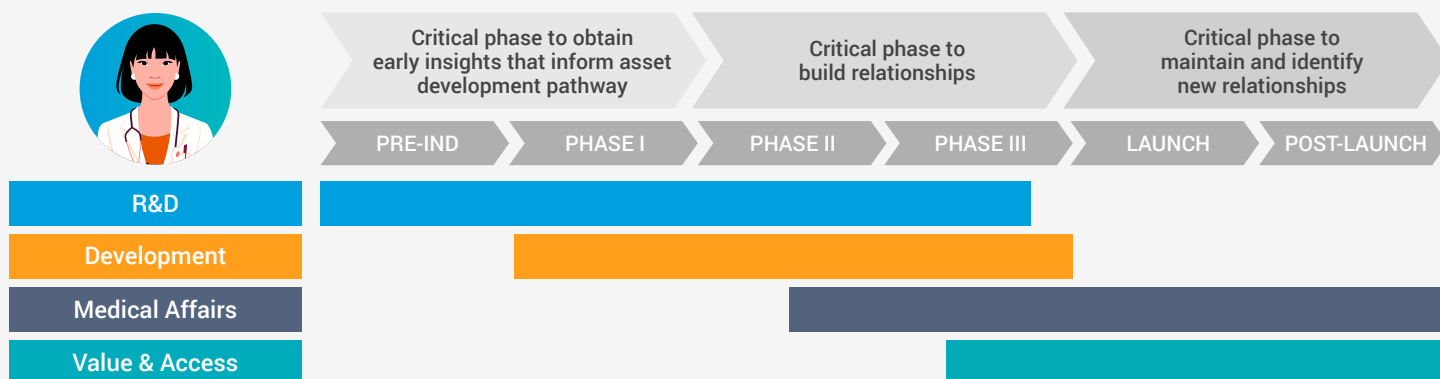 Critical phase to obtain
early insights that inform asset
development pathway
Critical phase to
build relationships
Critical phase to
maintain and identify
new relationships
PRE-IND
PHASE I
PHASE II
PHASE III
LAUNCH
POST-LAUNCH
R&D
Development
Medical Affairs
Value & Access